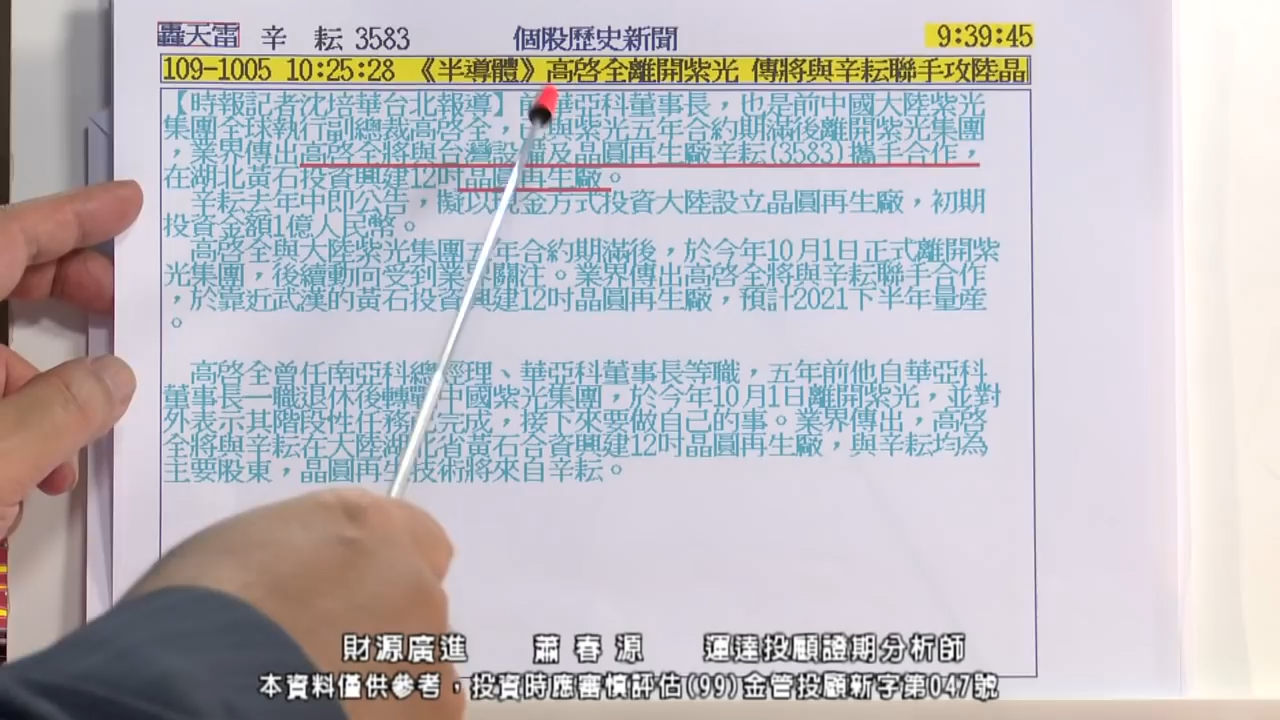 轟天雷 辛 耘 3583 個股歷史新聞 9:39:45
109-1005 10:25:28 《半導體》高啓全離開紫光 傳將與辛耘聯手攻陸晶
【時報記者沈培華台北報導】前華亞科董事長，也是前中國大陸紫光
集團全球執行副總裁高啓全，已與紫光五年合約期滿後離開紫光集團
，業界傳出高啓全將與台灣設備及晶圓再生廠辛耘(3583)攜手合作，
在湖北黃石投資興建12吋晶圓再生廠。
辛耘去年中即公告，擬以現金方式投資大陸設立晶圓再生廠，初期
投資金額1億人民幣。
高啓全與大陸紫光集團五年合約期滿後，於今年10月1日正式離開紫
光集團，後續動向受到業界關注。業界傳出高啓全將與辛耘聯手合作
，於靠近武漢的黃石投資興建12吋晶圓再生廠，預計2021下半年量産
。
高啓全曾任南亞科總經理、華亞科董事長等職，五年前他自華亞科
董事長一職退休後轉戰中國紫光集團，於今年10月1日離開紫光，並對
外表示其階段性任務已完成，接下來要做自己的事。業界傳出，高啓
全將與辛耘在大陸湖北省黃石合資興建12吋晶圓再生廠，與辛耘均為
主要股東，晶圓再生技術將來自辛耘。
財源廣進 蕭春源 運達投顧證期分析師
本資料僅供參考，投資時應審慎評估(99)金管投顧新字第047號